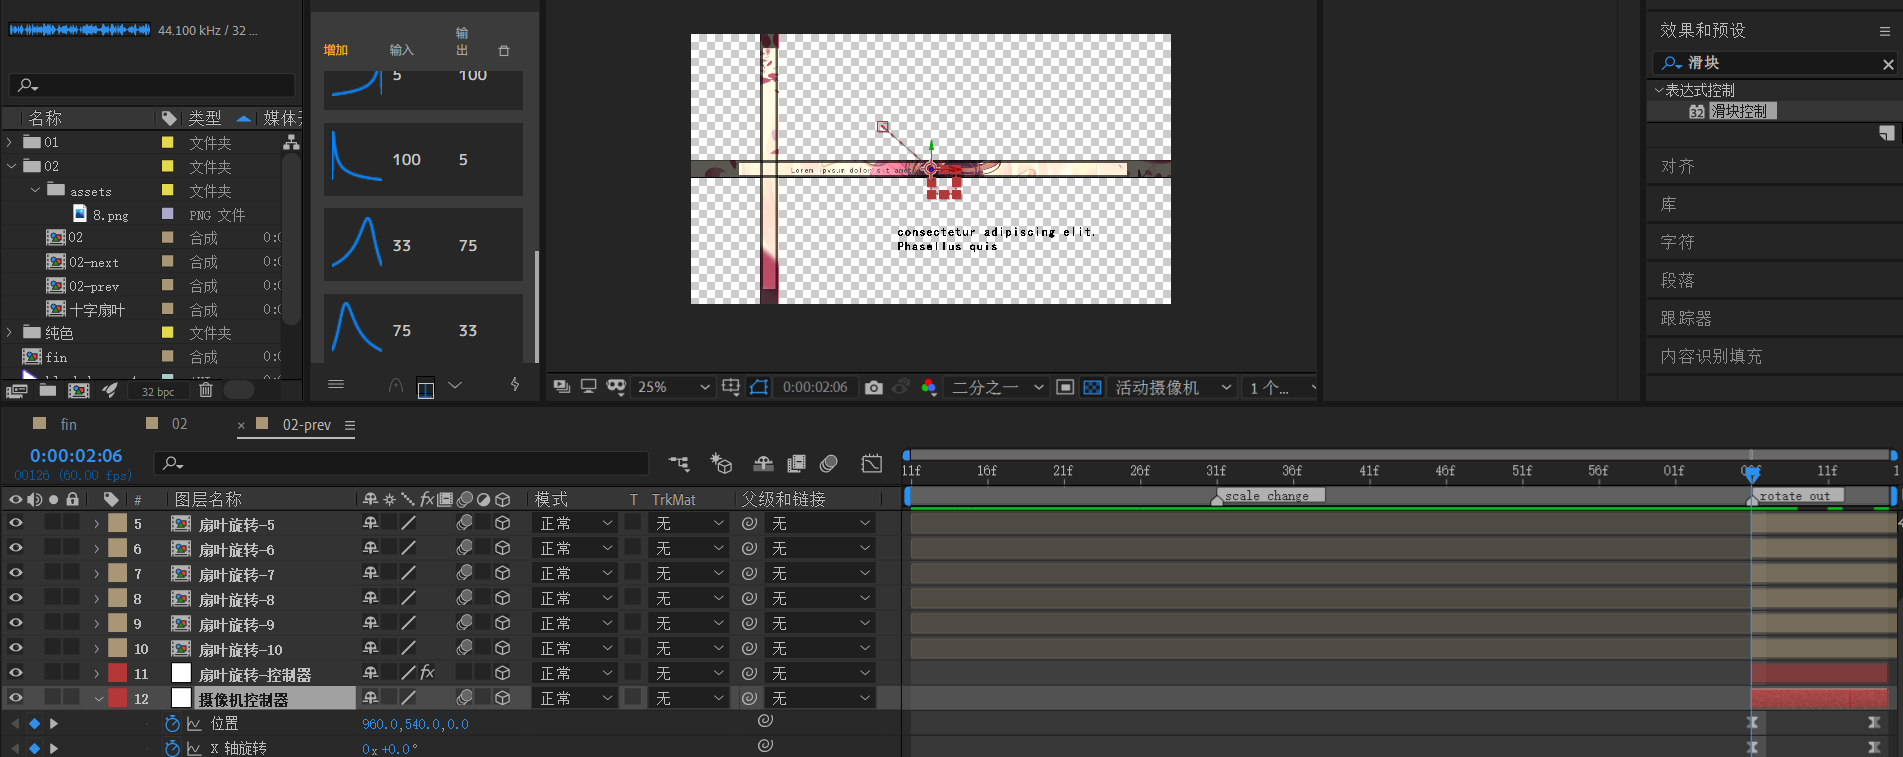 44.100 kHz / 32 ...
名称 类型 媒体开
01 文件夹
02 文件夹
assets 文件夹
8.png PNG 文件
02 合成 0:0
02-next 合成 0:0
02-prev 合成 0:0
十字扇叶 合成 0:0
纯色 文件夹
fin 合成 0:0
32 bpc
增加 输入 输出
5 100
100 5
33 75
75 33
Lorem ipvsum dolor sit amet
consectetur adipiscing elit.
Phasellus quis
25% 0:00:02:06 二分之一 活动摄像机 1 个...
效果和预设
滑块
表达式控制
32 滑块控制
对齐
库
字符
段落
跟踪器
内容识别填充
fin 02 × 02-prev
0:00:02:06
00126 (60.00 fps)
# 图层名称 fx 模式 T TrkMat 父级和链接
11f 16f 21f 26f 31f 36f 41f 46f 51f 56f 01f 06f 11f 1
scale change rotate out
5 扇叶旋转-5 正常 无 无
6 扇叶旋转-6 正常 无 无
7 扇叶旋转-7 正常 无 无
8 扇叶旋转-8 正常 无 无
9 扇叶旋转-9 正常 无 无
10 扇叶旋转-10 正常 无 无
11 扇叶旋转-控制器 fx 正常 无 无
12 摄像机控制器 正常 无 无
位置 960.0,540.0,0.0
X 轴旋转 0x+0.0°